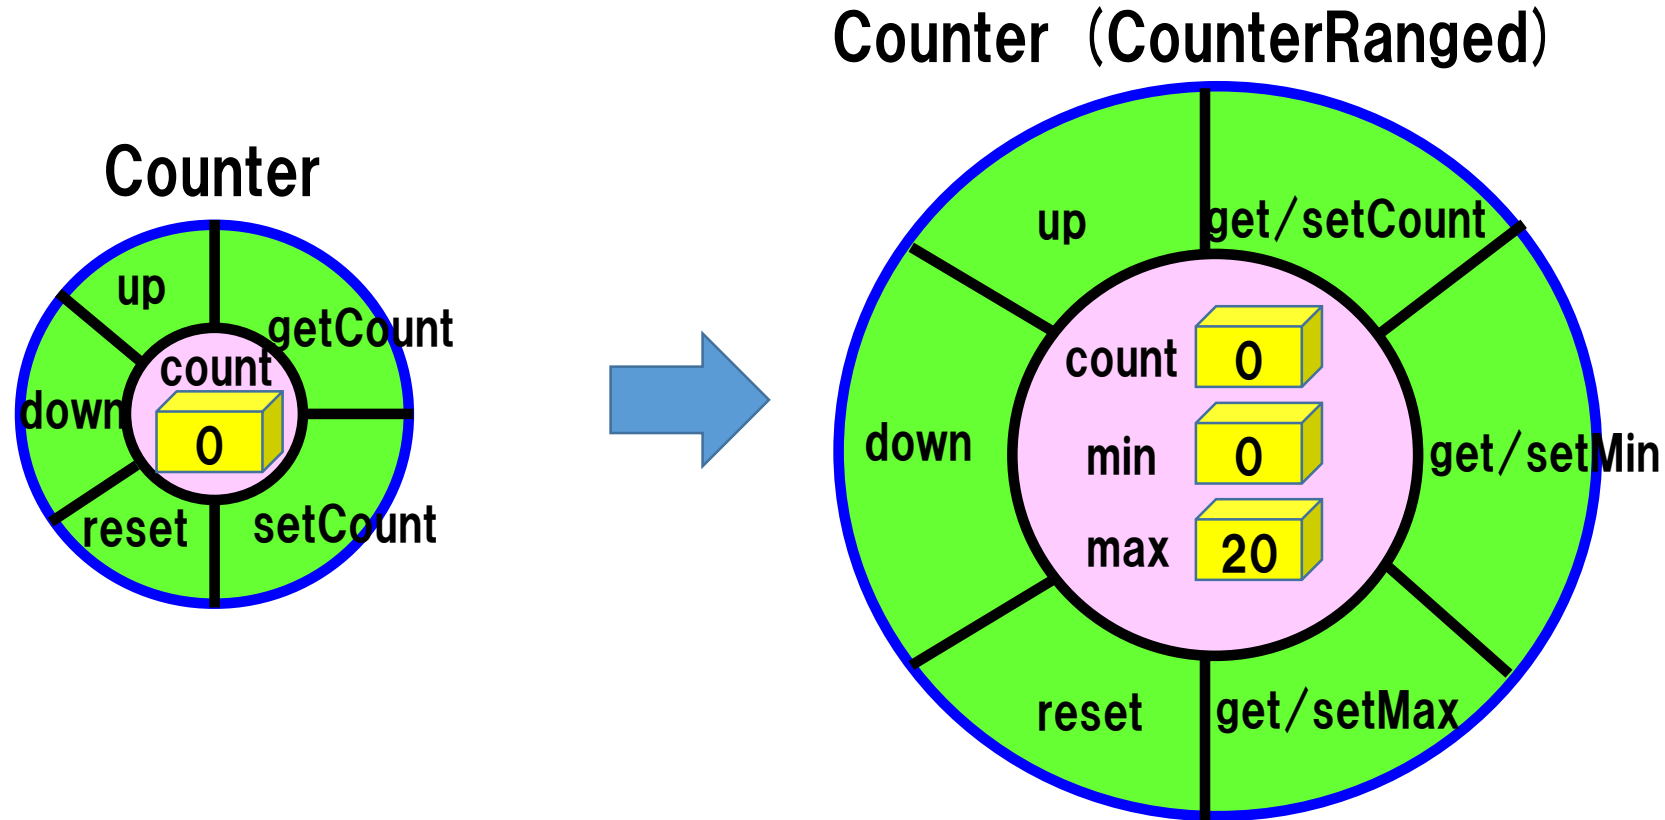 Counter
up
getCount
count
down
0
reset
setCount
Counter (CounterRanged)
up
get/setCount
count
0
down
min
0
get/setMin
max
20
reset
get/setMax